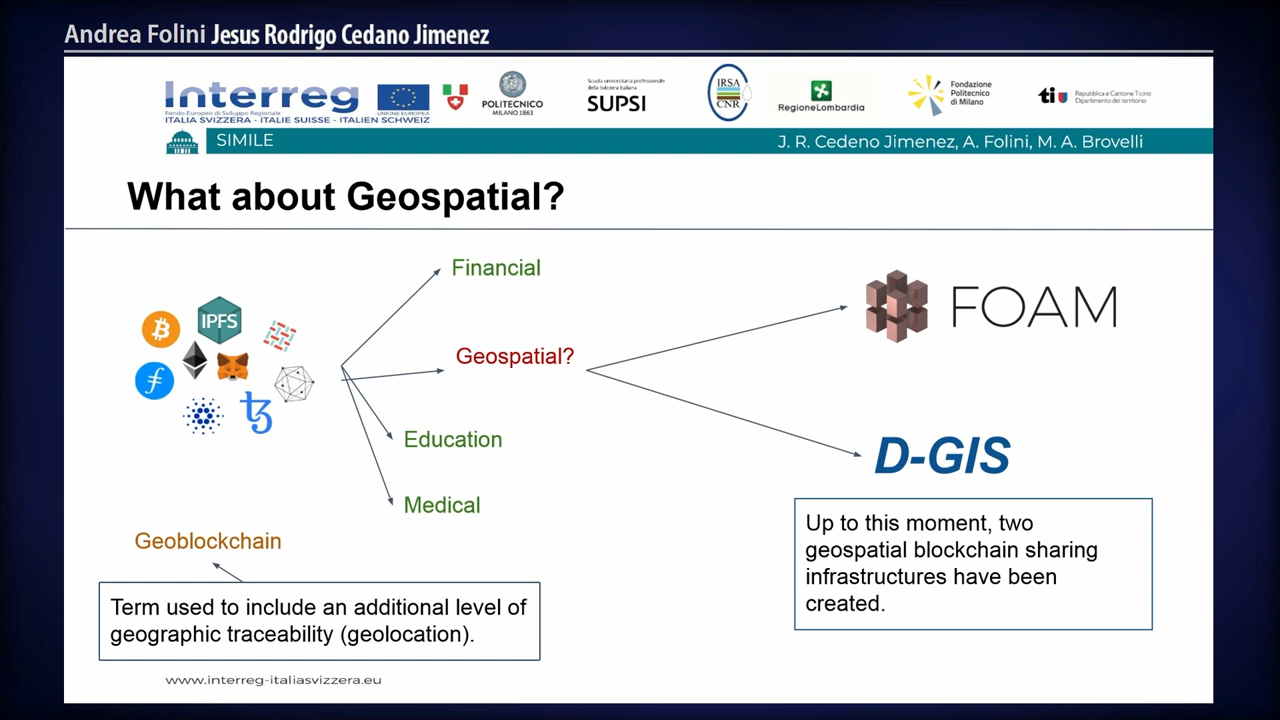 Andrea Folini Jesus Rodrigo Cedano Jimenez
Interreg
Fondo Europeo di Sviluppo Regionale
UNIONE EUROPEA
ITALIA SVIZZERA - ITALIE SUISSE - ITALIEN SCHWEIZ
POLITECNICO
MILANO 1863
Scuola universitaria professionale
della Svizzera italiana
SUPSI
IRSA
CNR
RegioneLombardia
Fondazione
Politecnico
di Milano
ti
Repubblica e Cantone Ticino
Dipartimento del territorio
SIMILE
J. R. Cedeno Jimenez, A. Folini, M. A. Brovelli
What about Geospatial?
Financial
IPFS
FOAM
Geospatial?
Education
D-GIS
Medical
Up to this moment, two
geospatial blockchain sharing
infrastructures have been
created.
Geoblockchain
Term used to include an additional level of
geographic traceability (geolocation).
www.interreg-italiasvizzera.eu